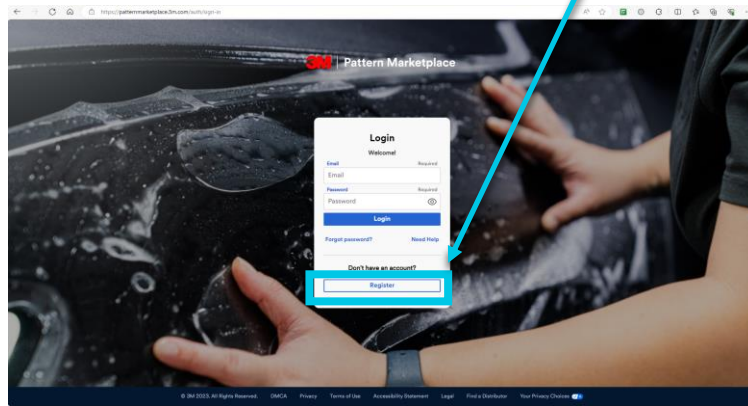 https://patternmarketplace.3m.com/auth/sign-in
3M | Pattern Marketplace
Login
Welcome!
Email Required
Email
Password Required
Password
Login
Forgot password? Need Help
Don't have an account?
Register
© 3M 2023. All Rights Reserved. DMCA Privacy Terms of Use Accessibility Statement Legal Find a Distributor Your Privacy Choices